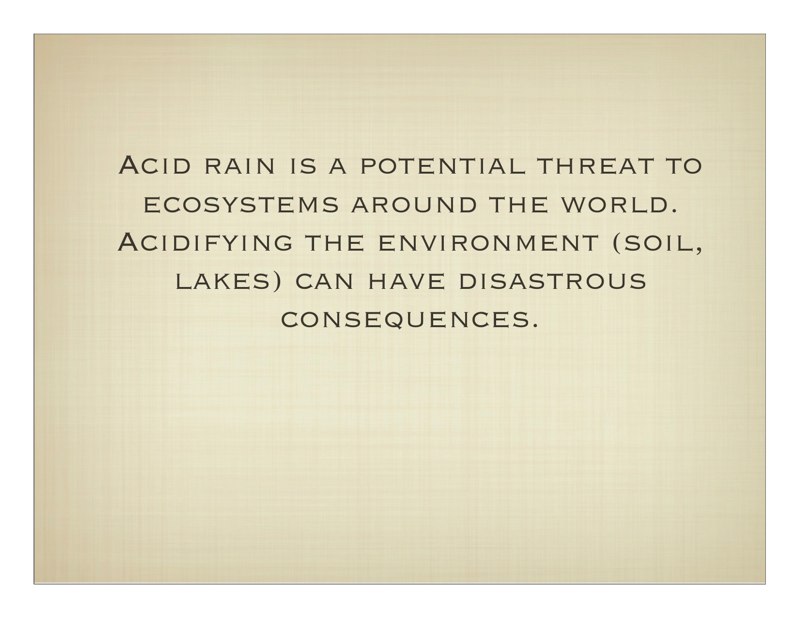 Acid rain is a potential threat to
ecosystems around the world.
Acidifying the environment (soil,
lakes) can have disastrous
consequences.